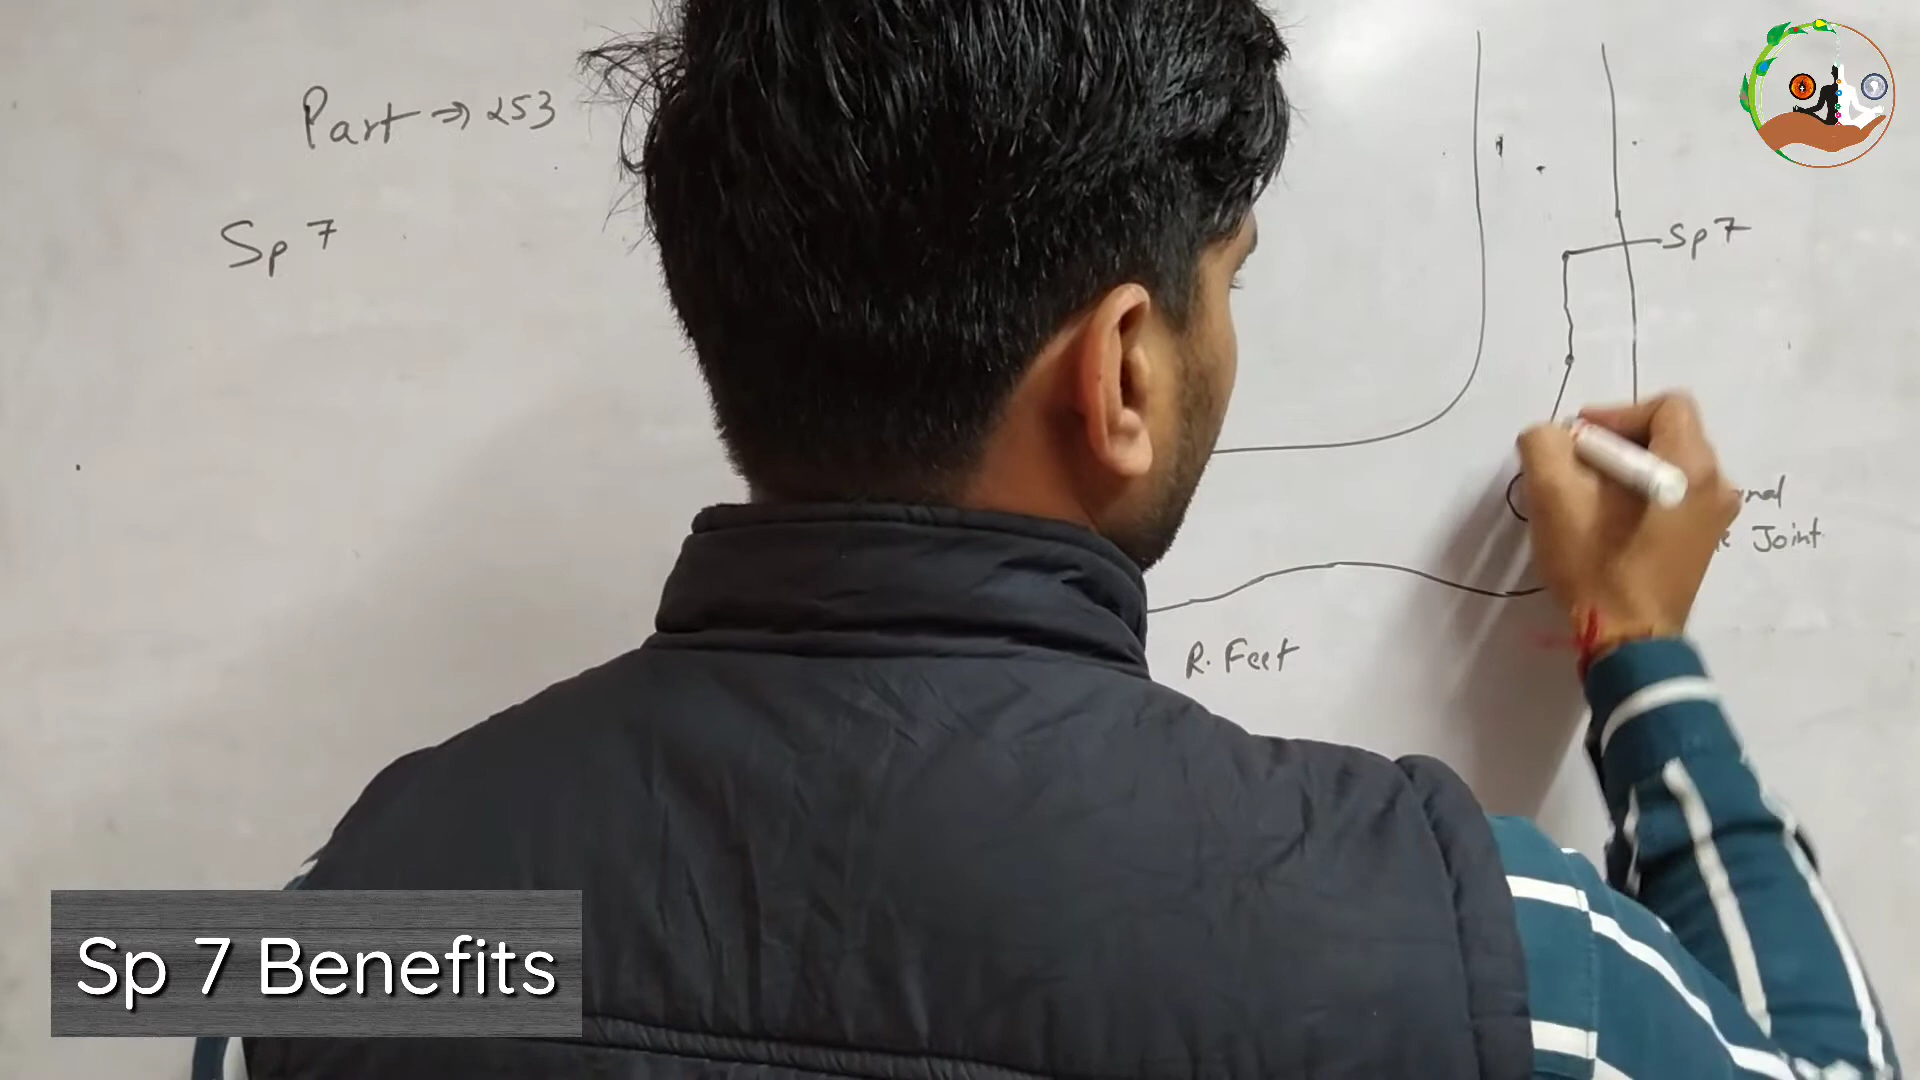 Part ⇒ 253
Sp 7
Sp 7
Joint
R. Feet
Sp 7 Benefits